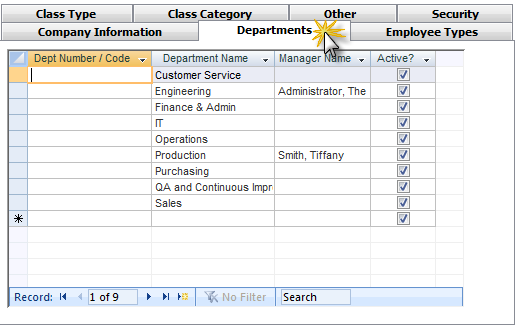 Class Type Class Category Other Security
Company Information Departments Employee Types
Dept Number / Code Department Name Manager Name Active?
Customer Service
Engineering Administrator, The
Finance & Admin
IT
Operations
Production Smith, Tiffany
Purchasing
QA and Continuous Impr
Sales
Record: 1 of 9 No Filter Search